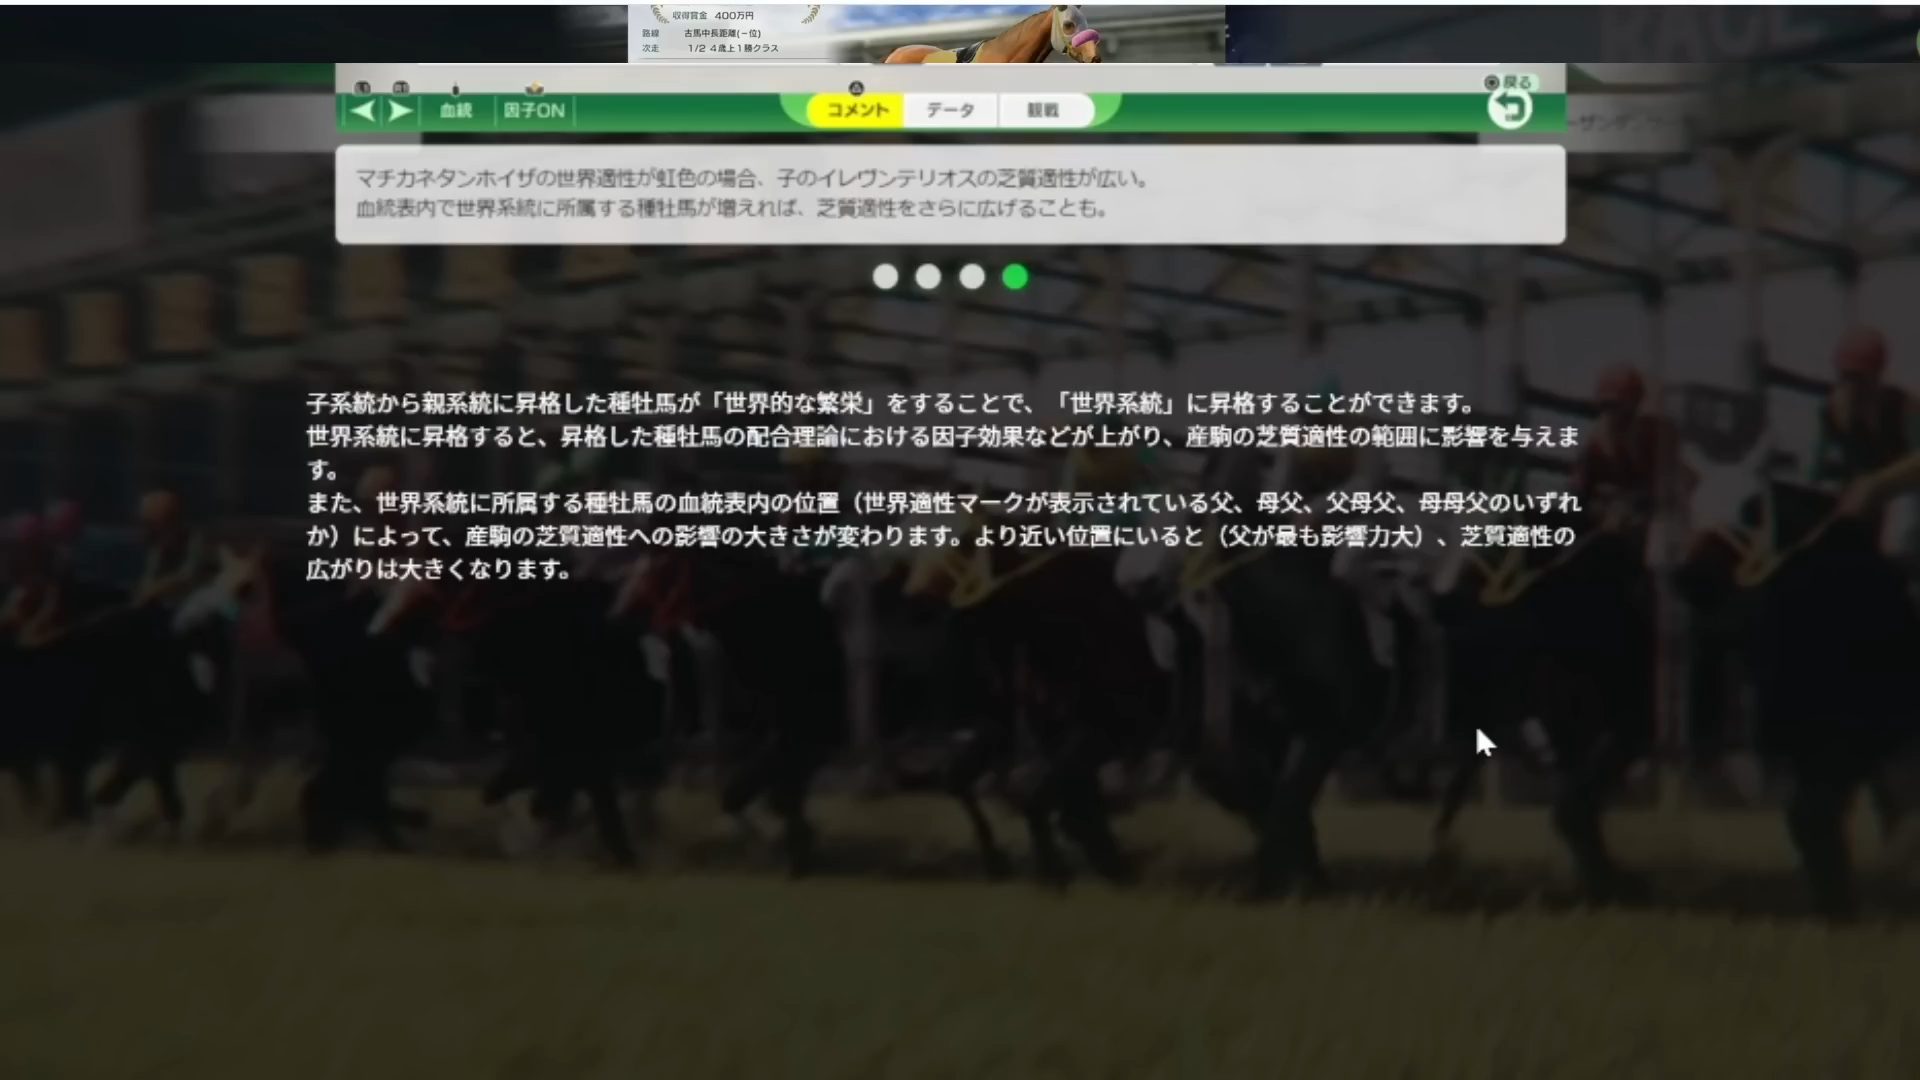 収得賞金 400万円
路線 古馬中長距離(－位)
次走 1/2 4歳上1勝クラス
戻る
血統 因子ON コメント データ 観戦
マチカネタンホイザの世界適性が虹色の場合、子のイレヴンテリオスの芝質適性が広い。
血統表内で世界系統に所属する種牡馬が増えれば、芝質適性をさらに広げることも。
子系統から親系統に昇格した種牡馬が「世界的な繁栄」をすることで、「世界系統」に昇格することができます。
世界系統に昇格すると、昇格した種牡馬の配合理論における因子効果などが上がり、産駒の芝質適性の範囲に影響を与えま
す。
また、世界系統に所属する種牡馬の血統表内の位置（世界適性マークが表示されている父、母父、父母父、母母父のいずれ
か）によって、産駒の芝質適性への影響の大きさが変わります。より近い位置にいると（父が最も影響力大）、芝質適性の
広がりは大きくなります。